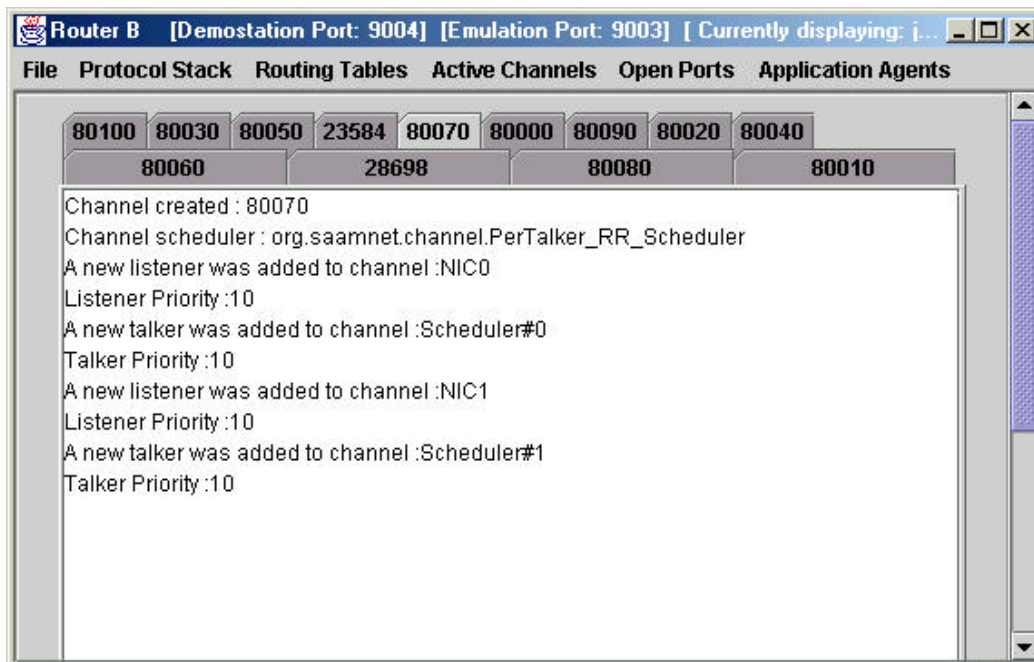 Router B [Demostation Port: 9004] [Emulation Port: 9003] [ Currently displaying: j...
File Protocol Stack Routing Tables Active Channels Open Ports Application Agents
80100 80030 80050 23584 80070 80000 80090 80020 80040
80060 28698 80080 80010
Channel created : 80070
Channel scheduler : org.saamnet.channel.PerTalker_RR_Scheduler
A new listener was added to channel :NIC0
Listener Priority :10
A new talker was added to channel :Scheduler#0
Talker Priority :10
A new listener was added to channel :NIC1
Listener Priority :10
A new talker was added to channel :Scheduler#1
Talker Priority :10